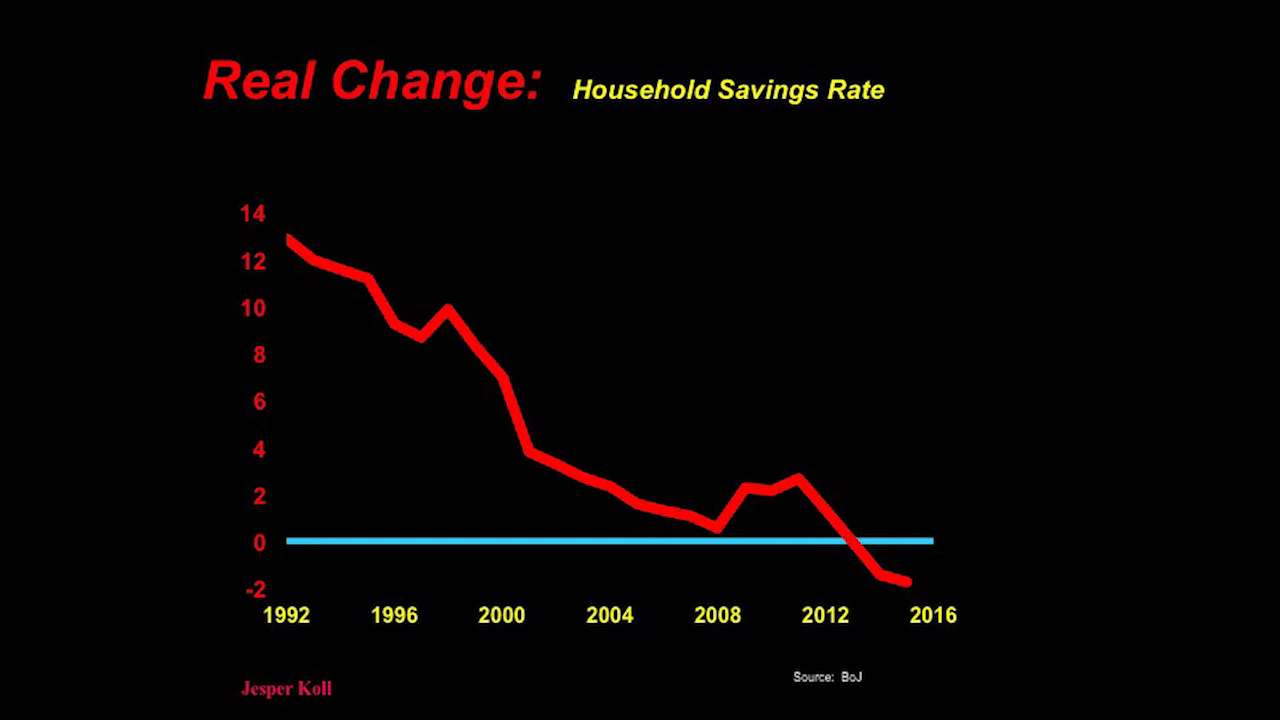 Real Change: Household Savings Rate
14
12
10
8
6
4
2
0
-2
1992 1996 2000 2004 2008 2012 2016
Jesper Koll
Source: BoJ